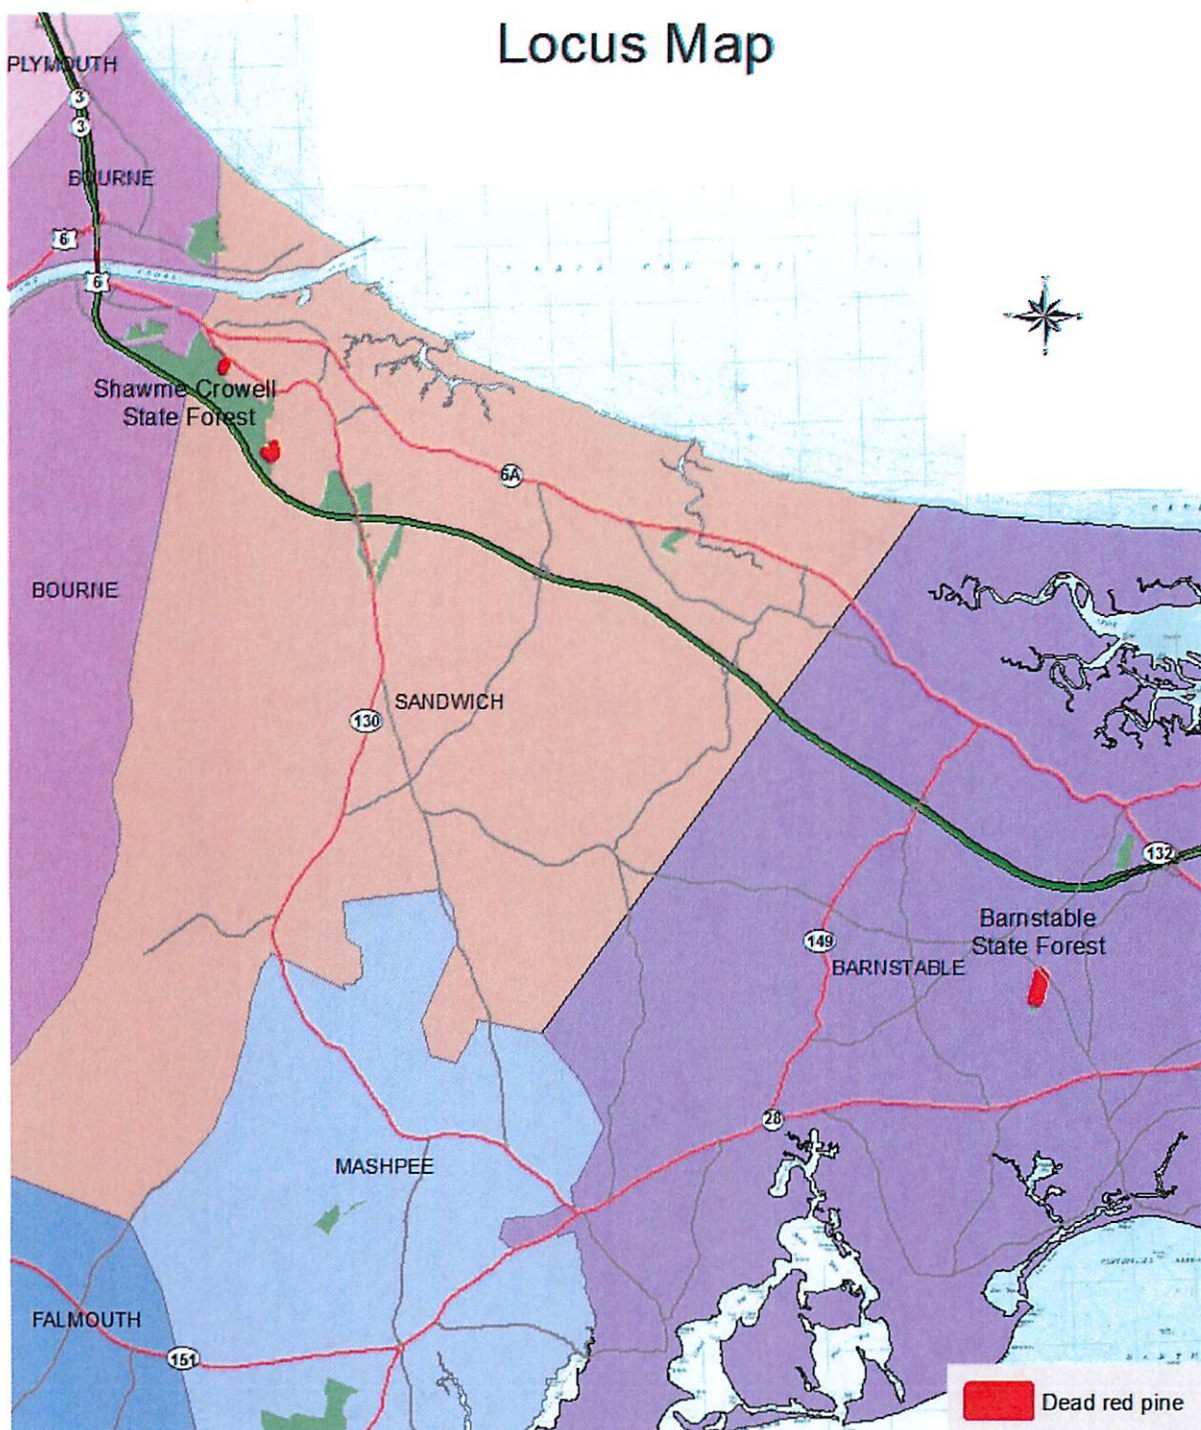 Locus Map
PLYMOUTH
3
3
BOURNE
6
6
Shawme Crowell
State Forest
6A
BOURNE
SANDWICH
130
132
Barnstable
State Forest
149
BARNSTABLE
28
MASHPEE
FALMOUTH
151
Dead red pine